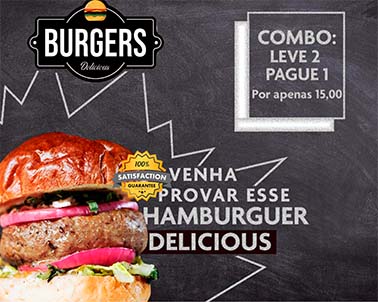 BURGERS
Delicious
COMBO:
LEVE 2
PAGUE 1
Por apenas 15,00
100%
SATISFACTION
GUARANTEE
VENHA
PROVAR ESSE
HAMBURGUER
DELICIOUS